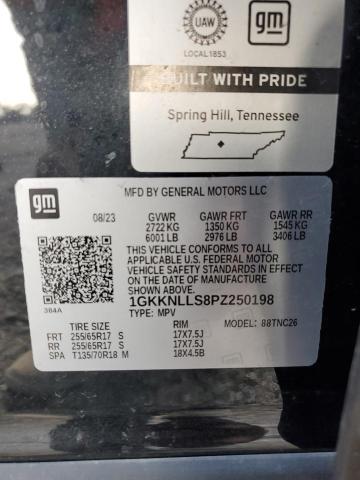 UAW
gm
LOCAL 1853
BUILT WITH PRIDE
Spring Hill, Tennessee
gm
MFD BY GENERAL MOTORS LLC
08/23 GVWR GAWR FRT GAWR RR
2722 KG 1350 KG 1545 KG
6001 LB 2976 LB 3406 LB
THIS VEHICLE CONFORMS TO ALL
APPLICABLE U.S. FEDERAL MOTOR
VEHICLE SAFETY STANDARDS IN EFFECT
ON THE DATE OF MANUFACTURE
SHOWN ABOVE.
1GKKNLLS8PZ250198
384A
TYPE: MPV
TIRE SIZE RIM MODEL: 88TNC26
FRT 255/65R17 S 17X7.5J
RR 255/65R17 S 17X7.5J
SPA T135/70R18 M 18X4.5B